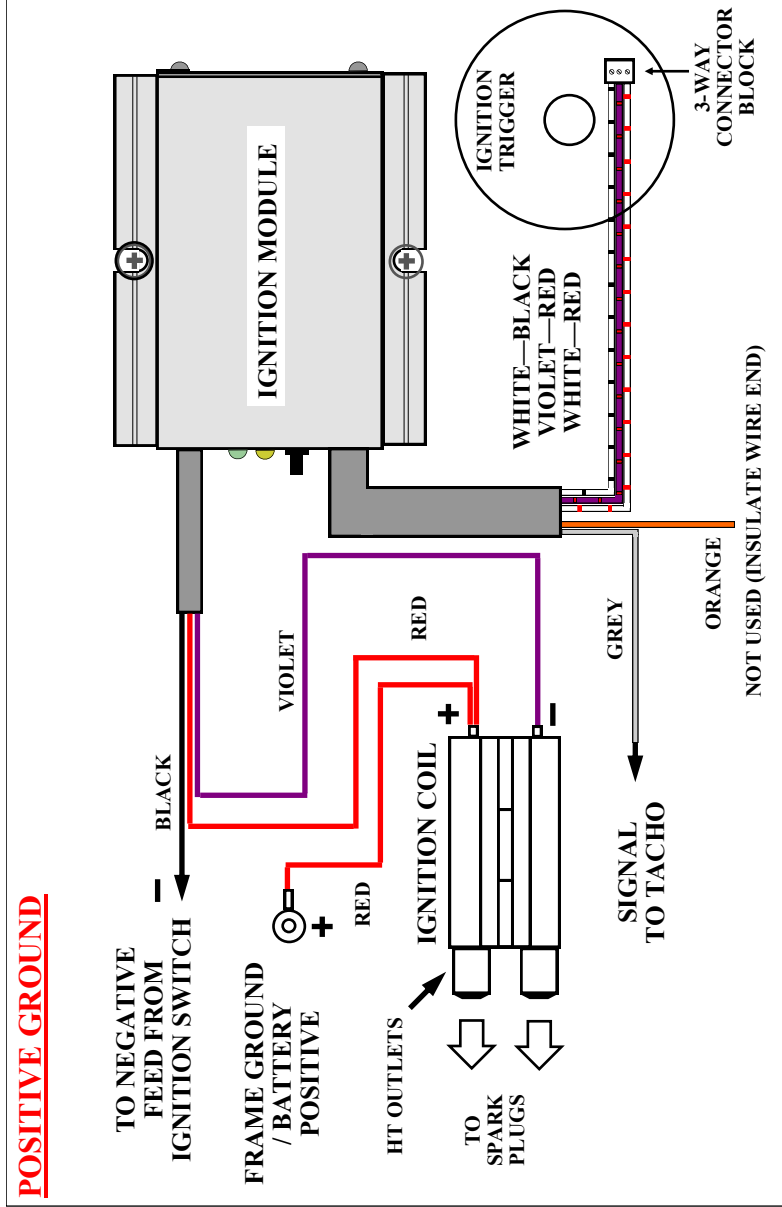 POSITIVE GROUND
TO NEGATIVE
FEED FROM
IGNITION SWITCH
−
BLACK
FRAME GROUND
/ BATTERY
POSITIVE
+
RED
VIOLET
RED
HT OUTLETS
IGNITION COIL
+
−
TO
SPARK
PLUGS
SIGNAL
TO TACHO
GREY
ORANGE
NOT USED (INSULATE WIRE END)
IGNITION MODULE
WHITE—BLACK
VIOLET—RED
WHITE—RED
IGNITION
TRIGGER
3-WAY
CONNECTOR
BLOCK